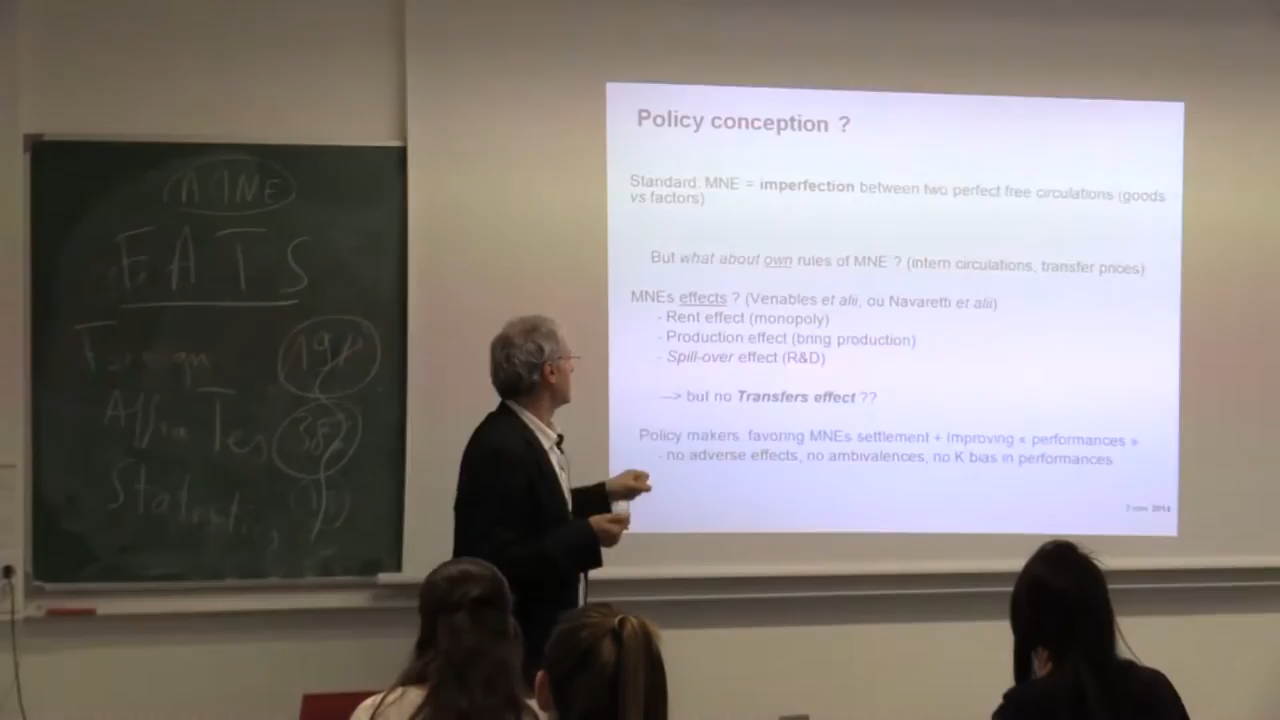 MNE
FATS
Foreign
Affiliates
Statistics
Policy conception ?
Standard: MNE = imperfection between two perfect free circulations (goods
vs factors)
But what about own rules of MNE ? (intern circulations, transfer prices)
MNEs effects ? (Venables et alii, ou Navaretti et alii)
- Rent effect (monopoly)
- Production effect (bring production)
- Spill-over effect (R&D)
---> but no Transfers effect ??
Policy makers: favoring MNEs settlement + Improving « performances »
- no adverse effects, no ambivalences, no K bias in performances